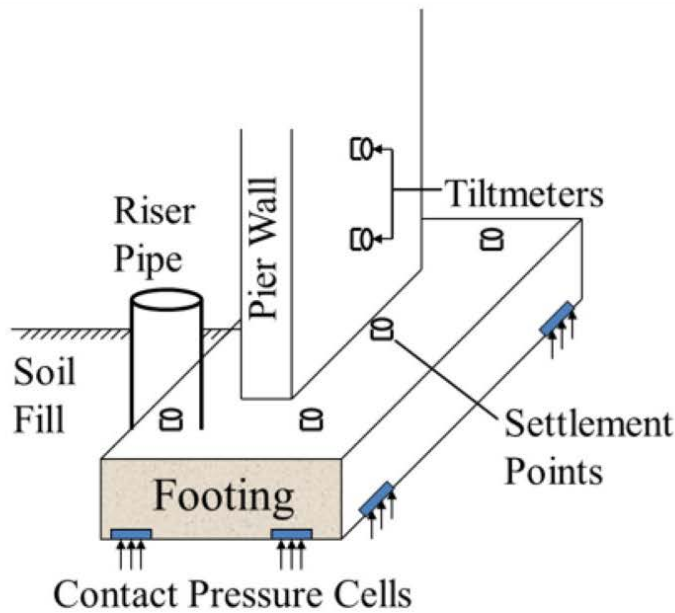 Riser
Pipe
Pier Wall
Tiltmeters
Soil
Fill
Settlement
Points
Footing
Contact Pressure Cells